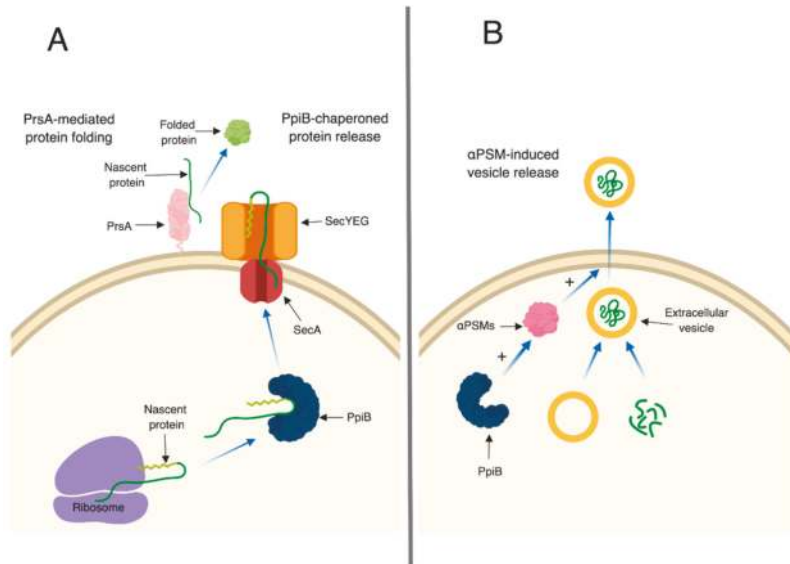 A
PrsA-mediated
protein folding
Folded
protein
PpiB-chaperoned
protein release
Nascent
protein
PrsA
SecYEG
SecA
Nascent
protein
PpiB
Ribosome
B
αPSM-induced
vesicle release
+
αPSMs
Extracellular
vesicle
+
PpiB